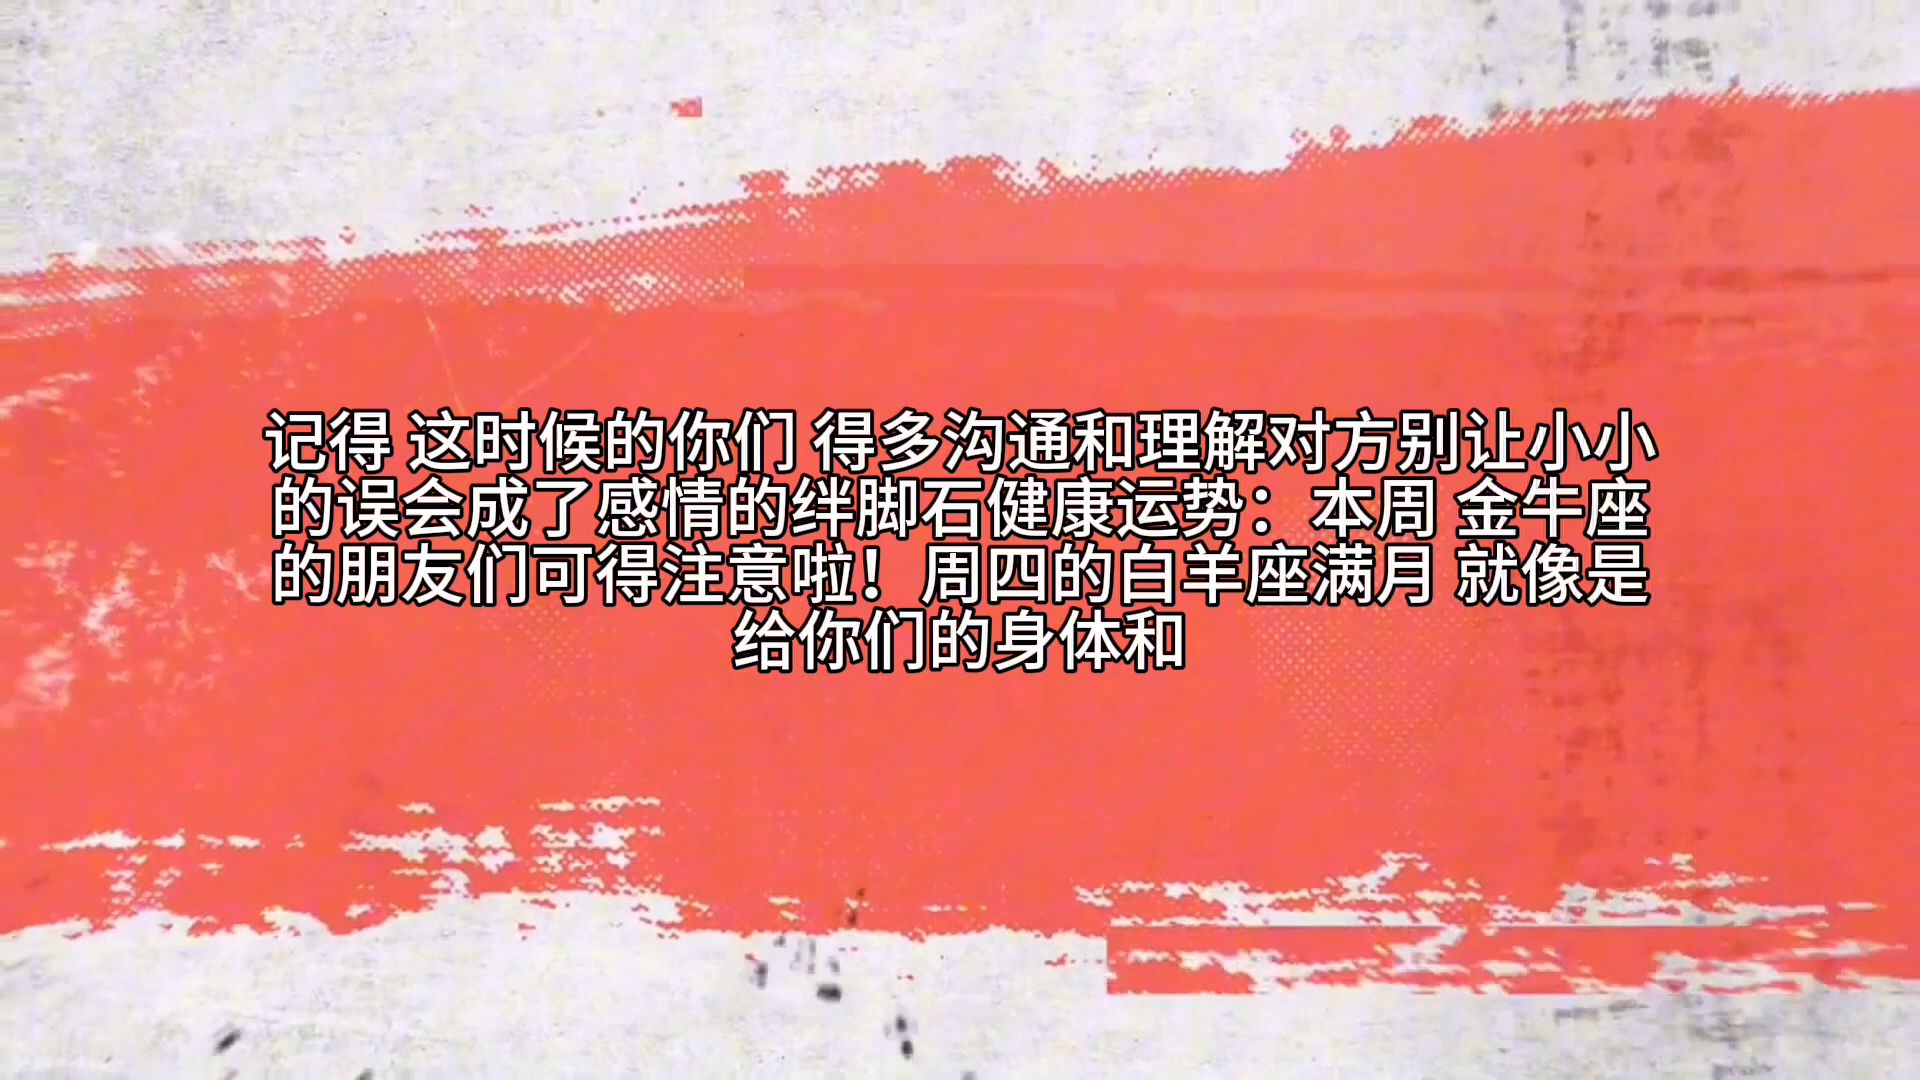 记得 这时候的你们 得多沟通和理解对方别让小小
的误会成了感情的绊脚石健康运势：本周 金牛座
的朋友们可得注意啦！周四的白羊座满月 就像是
给你们的身体和